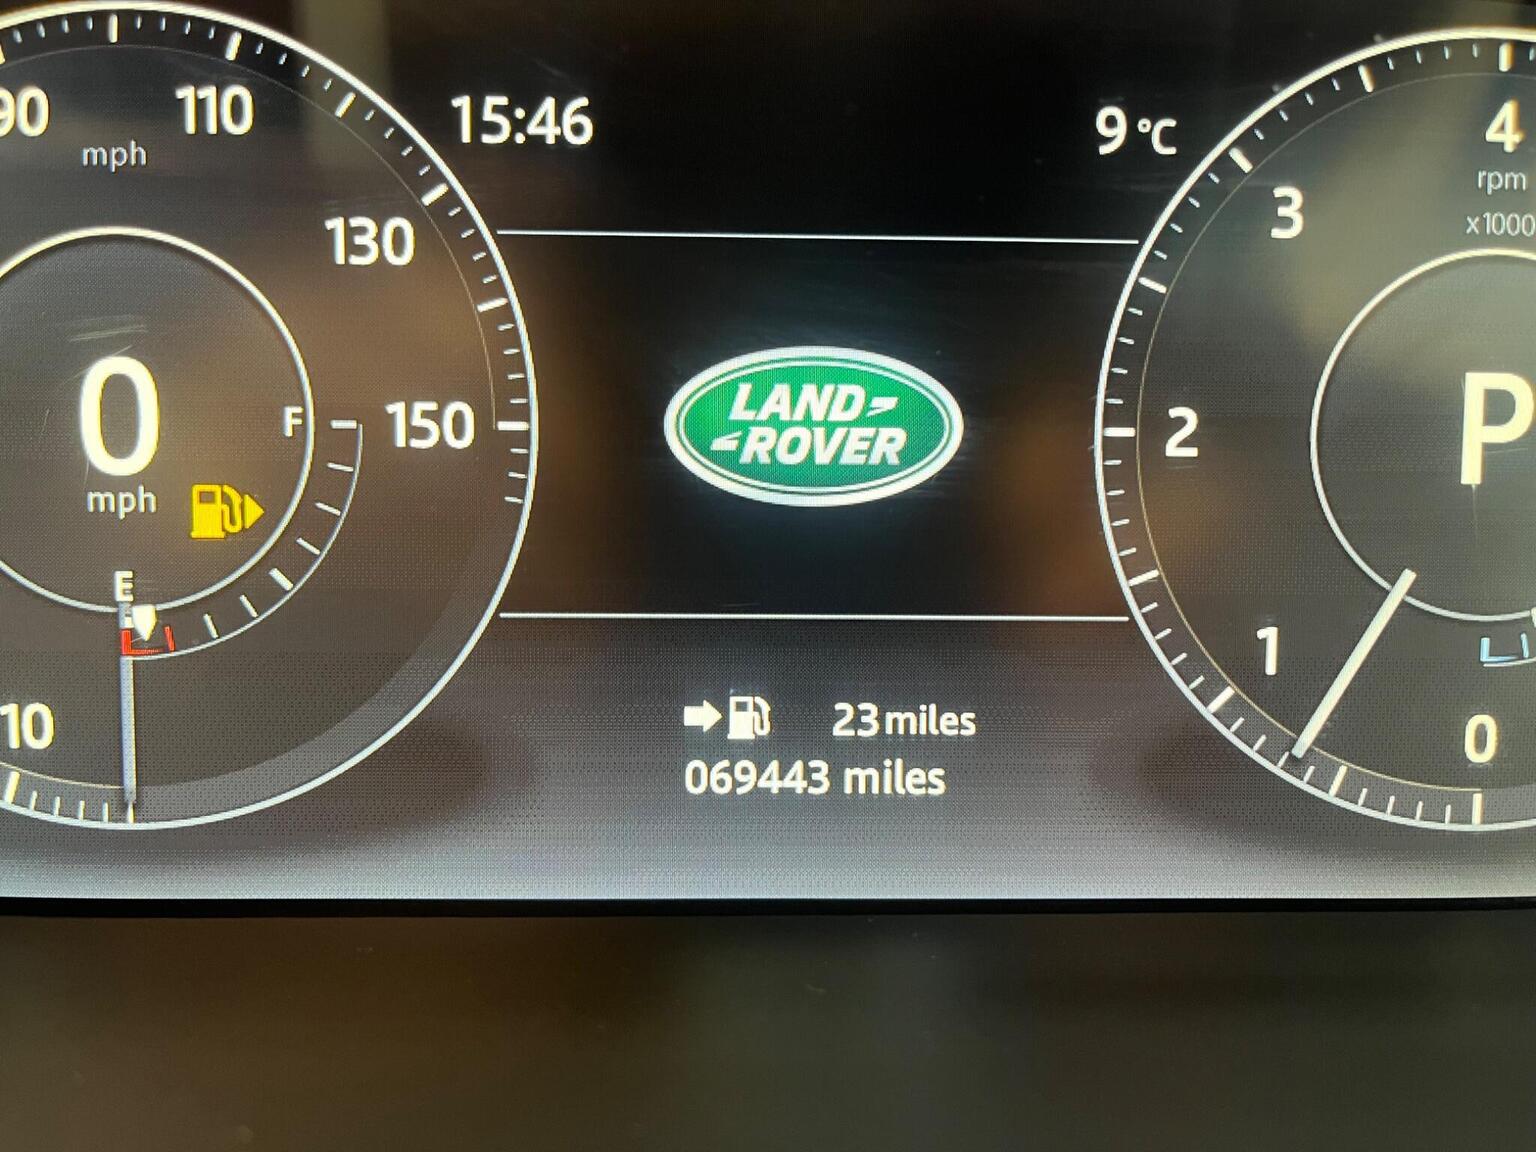 90
110
mph
130
150
0
mph
F
E
10
15:46
9 °C
LAND-
-ROVER
23 miles
069443 miles
4
rpm
x1000
3
2
1
0
P